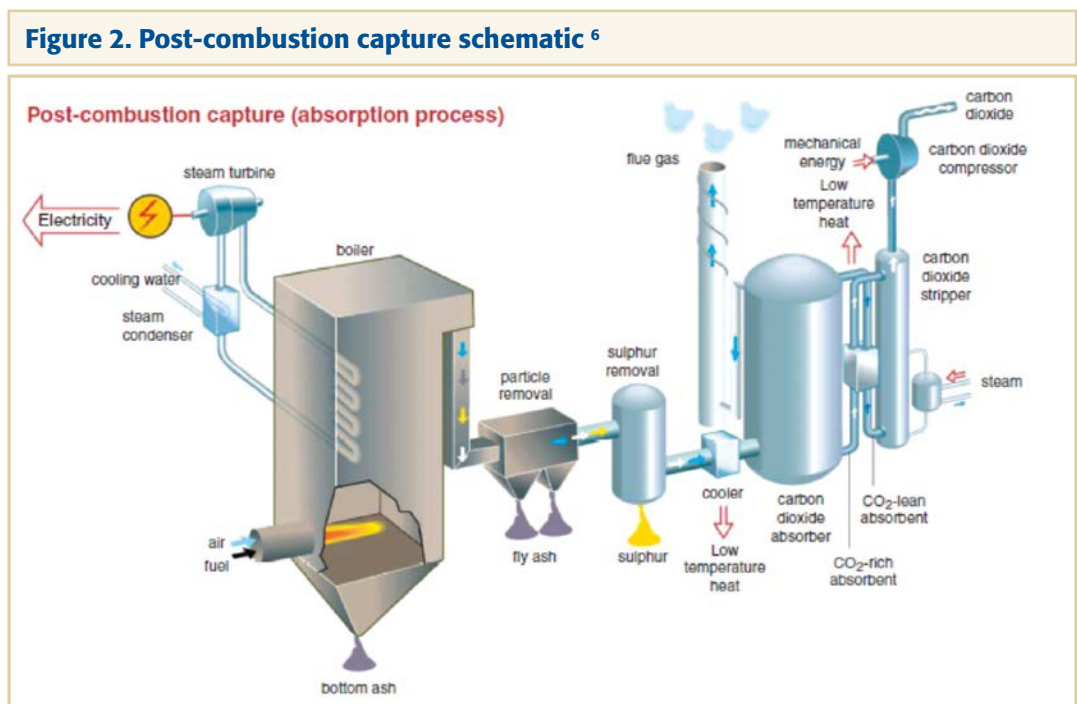 Figure 2. Post-combustion capture schematic 6
Post-combustion capture (absorption process)
carbon
dioxide
mechanical
energy
carbon dioxide
compressor
flue gas
Low
temperature
heat
steam turbine
Electricity
boiler
cooling water
steam
condenser
carbon
dioxide
stripper
sulphur
removal
particle
removal
steam
cooler
carbon
dioxide
absorber
CO2-lean
absorbent
air
fuel
fly ash
sulphur
Low
temperature
heat
CO2-rich
absorbent
bottom ash